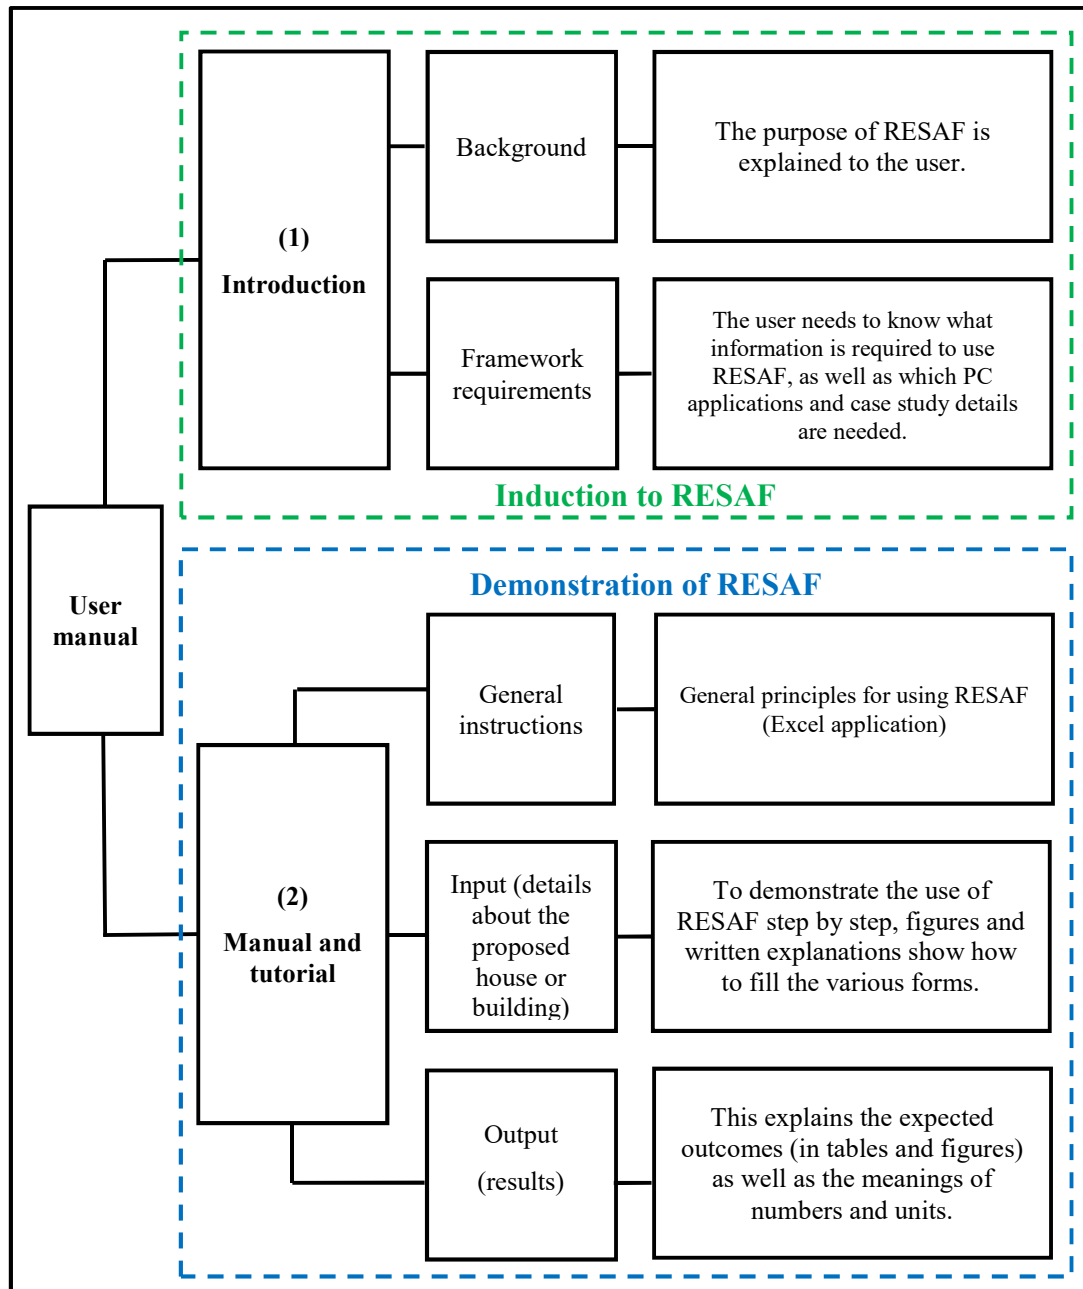 (1)
Introduction
Background
The purpose of RESAF is
explained to the user.
Framework
requirements
The user needs to know what
information is required to use
RESAF, as well as which PC
applications and case study details
are needed.
Induction to RESAF
User
manual
Demonstration of RESAF
General
instructions
General principles for using RESAF
(Excel application)
(2)
Manual and
tutorial
Input (details
about the
proposed
house or
building)
To demonstrate the use of
RESAF step by step, figures and
written explanations show how
to fill the various forms.
Output
(results)
This explains the expected
outcomes (in tables and figures)
as well as the meanings of
numbers and units.